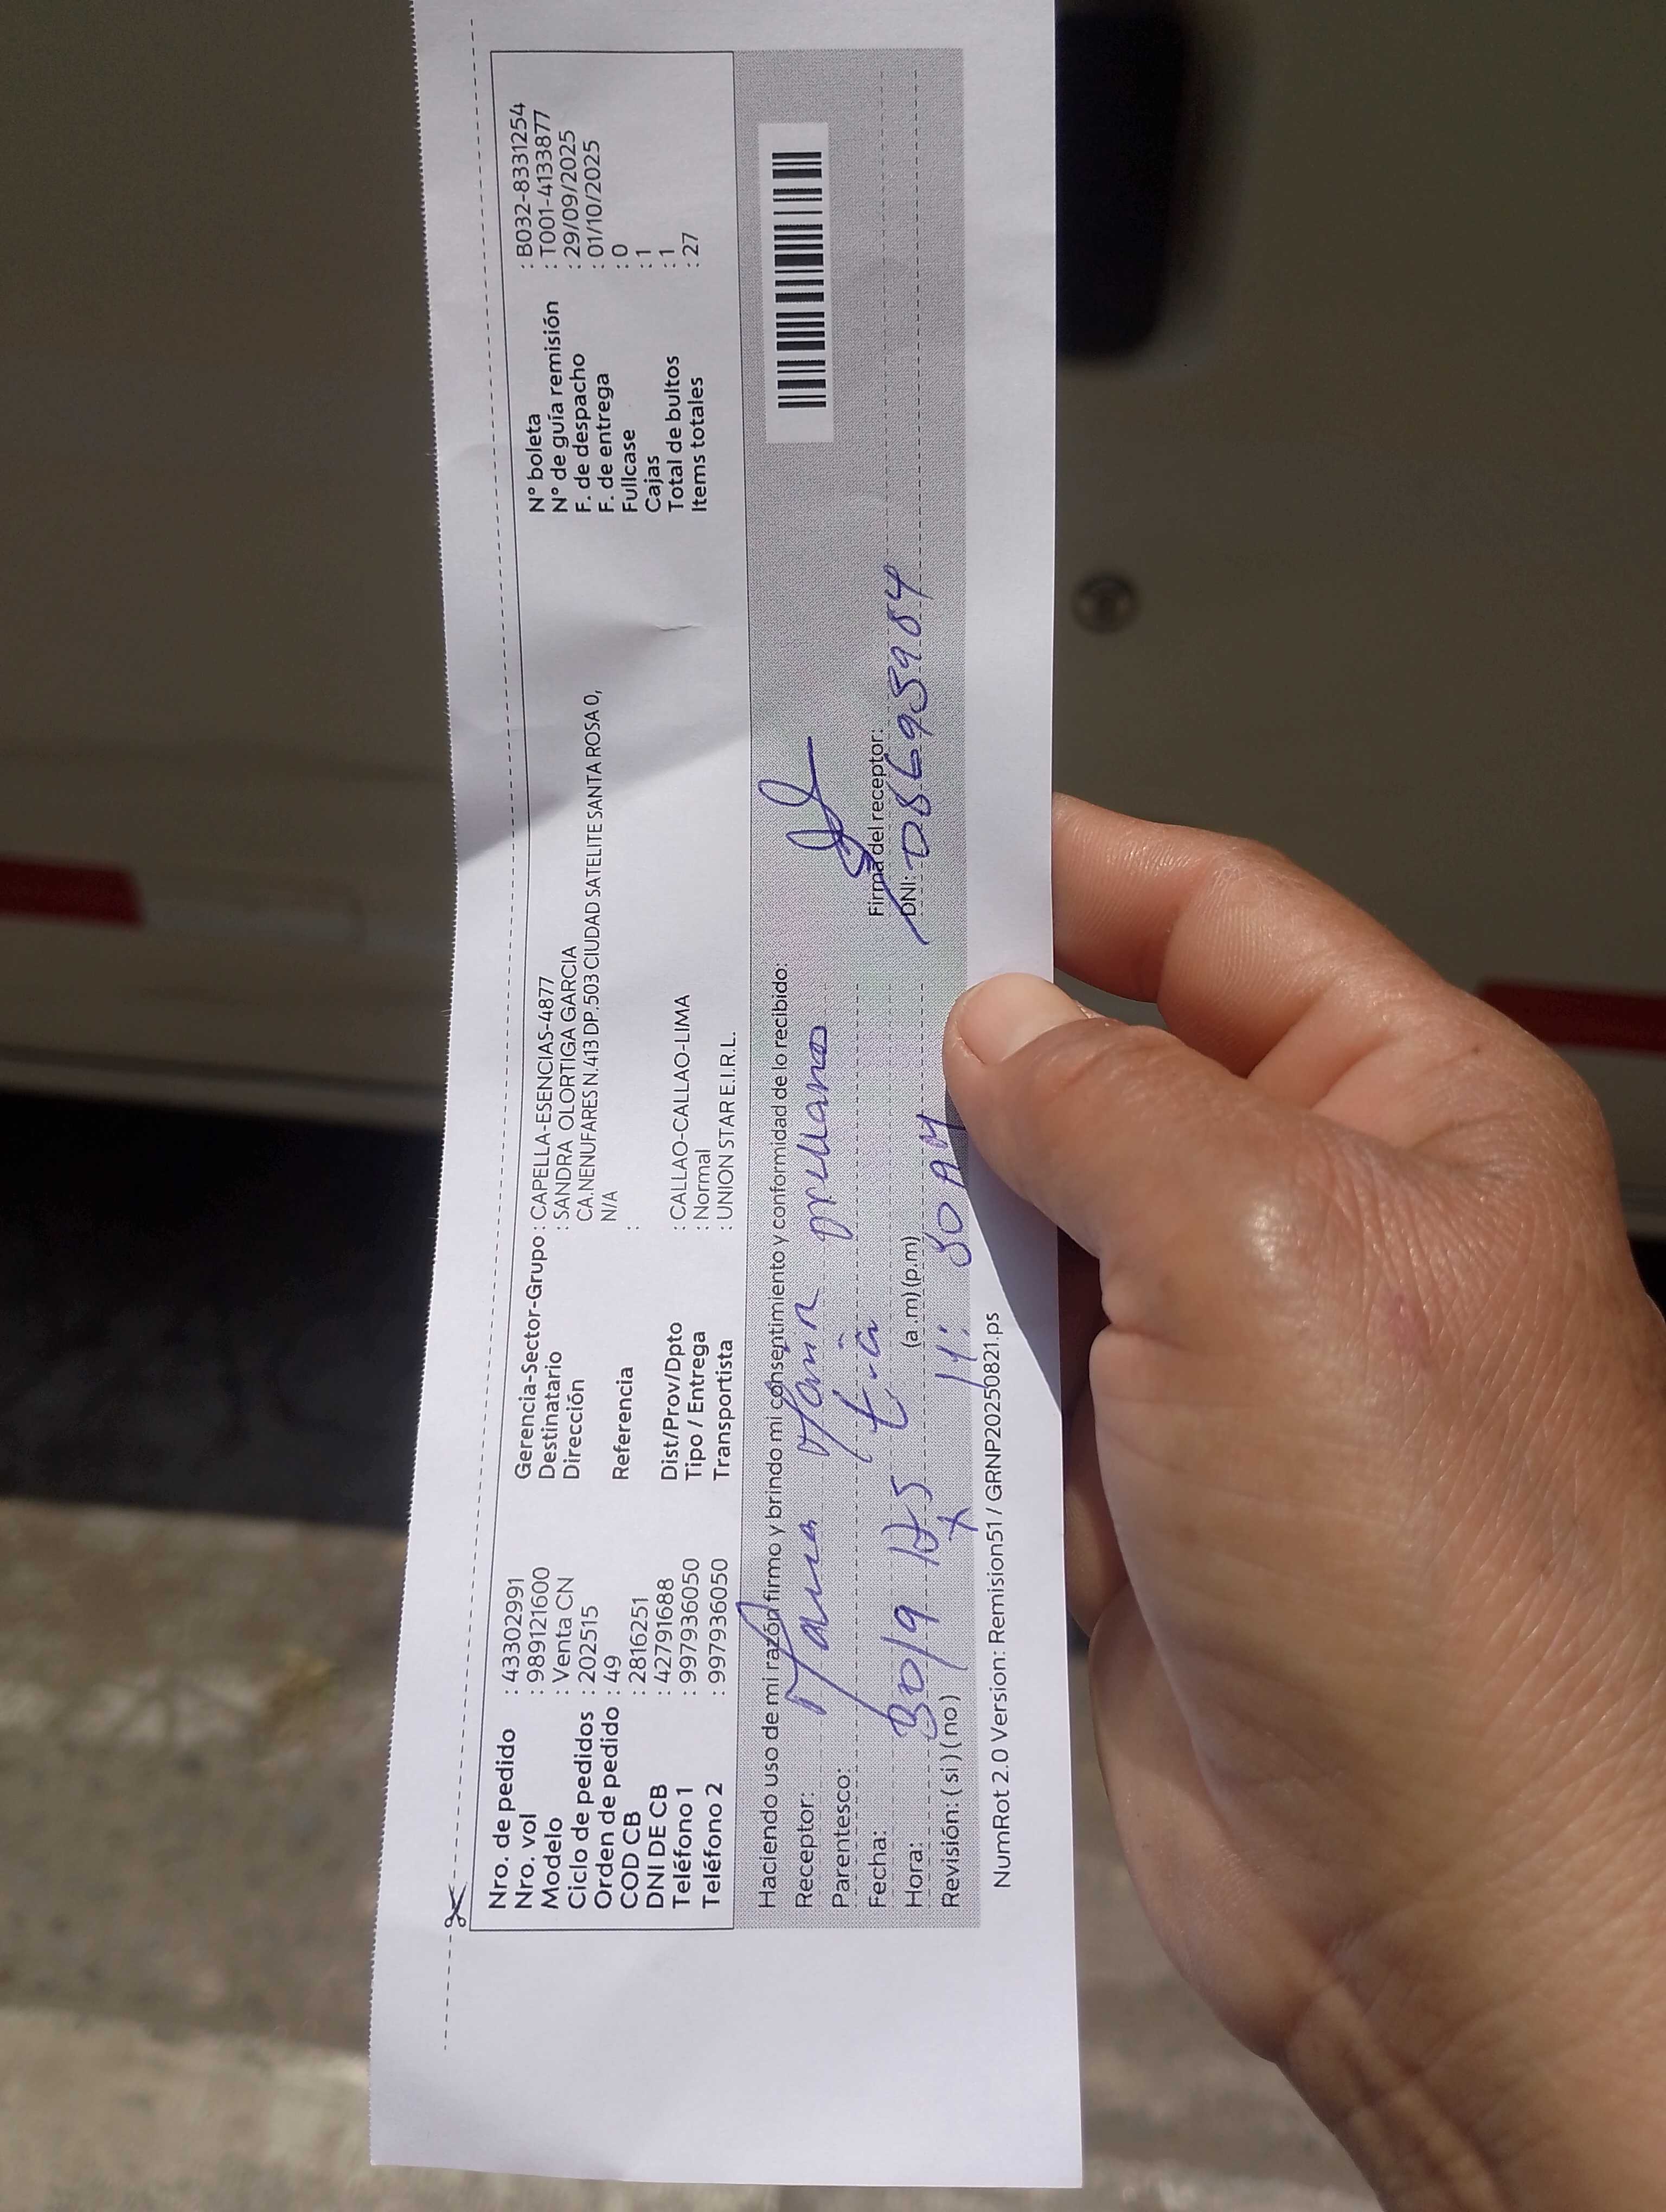 Nro. de pedido : 43302991
Nro. vol : 989121600
Modelo : Venta CN
Ciclo de pedidos : 202515
Orden de pedido : 49
COD CB : 2816251
DNI DE CB : 42791688
Teléfono 1 : 997936050
Teléfono 2 : 997936050
Gerencia-Sector-Grupo : CAPELLA-ESENCIAS-4877
Destinatario : SANDRA OLORTIGA GARCIA
Dirección CA.NENUFARES N.413 DP.503 CIUDAD SATELITE SANTA ROSA 0,
N/A
Referencia :
Dist/Prov/Dpto : CALLAO-CALLAO-LIMA
Tipo / Entrega : Normal
Transportista : UNION STAR E.I.R.L.
N° boleta : B032-8331254
N° de guía remisión : T001-4133877
F. de despacho : 29/09/2025
F. de entrega : 01/10/2025
Fullcase : 0
Cajas : 1
Total de bultos : 1
Items totales : 27
Haciendo uso de mi razón firmo y brindo mi consentimiento y conformidad de lo recibido:
Receptor:
Parentesco: tia
Fecha: 30/9/25
Hora: (a .m) (p.m) 11:30 AM
Revisión: ( si ) ( no ) X
Firma del receptor:
DNI: 08695984
NumRot 2.0 Version: Remision51 / GRNP20250821.ps